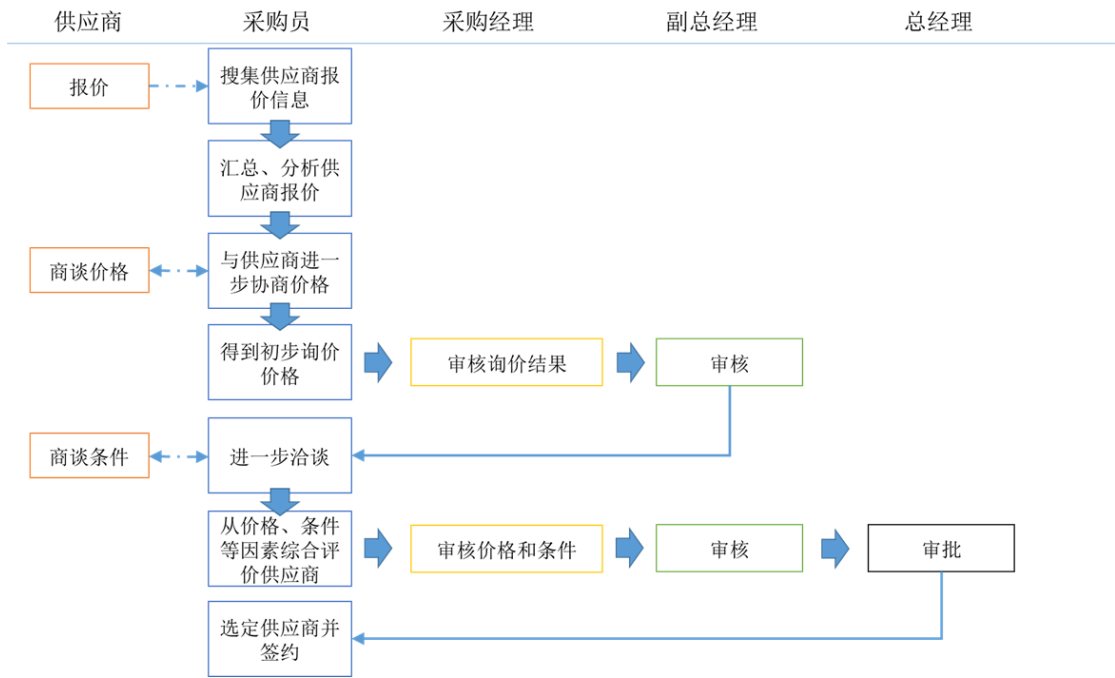 供应商 采购员 采购经理 副总经理 总经理
报价
搜集供应商报
价信息
汇总、分析供
应商报价
商谈价格
与供应商进一
步协商价格
得到初步询价
价格
审核询价结果
审核
商谈条件
进一步洽谈
从价格、条件
等因素综合评
价供应商
审核价格和条件
审核
审批
选定供应商并
签约